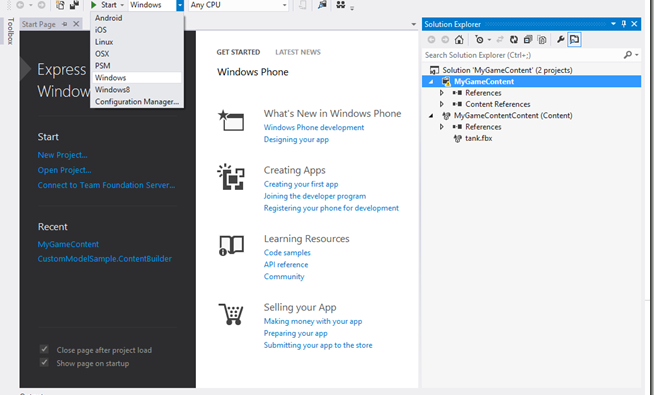 Start
Windows
Any CPU
Toolbox
Start Page
Android
iOS
Linux
OSX
PSM
Windows
Windows8
Configuration Manager...
Express
Window
Start
New Project...
Open Project...
Connect to Team Foundation Server...
Recent
MyGameContent
CustomModelSample.ContentBuilder
Close page after project load
Show page on startup
GET STARTED
LATEST NEWS
Windows Phone
What's New in Windows Phone
Windows Phone development
Designing your app
Creating Apps
Creating your first app
Joining the developer program
Registering your phone for development
Learning Resources
Code samples
API reference
Community
Selling your App
Making money with your app
Preparing your app
Submitting your app to the store
Solution Explorer
Search Solution Explorer (Ctrl+;)
Solution 'MyGameContent' (2 projects)
MyGameContent
References
Content References
MyGameContentContent (Content)
References
tank.fbx